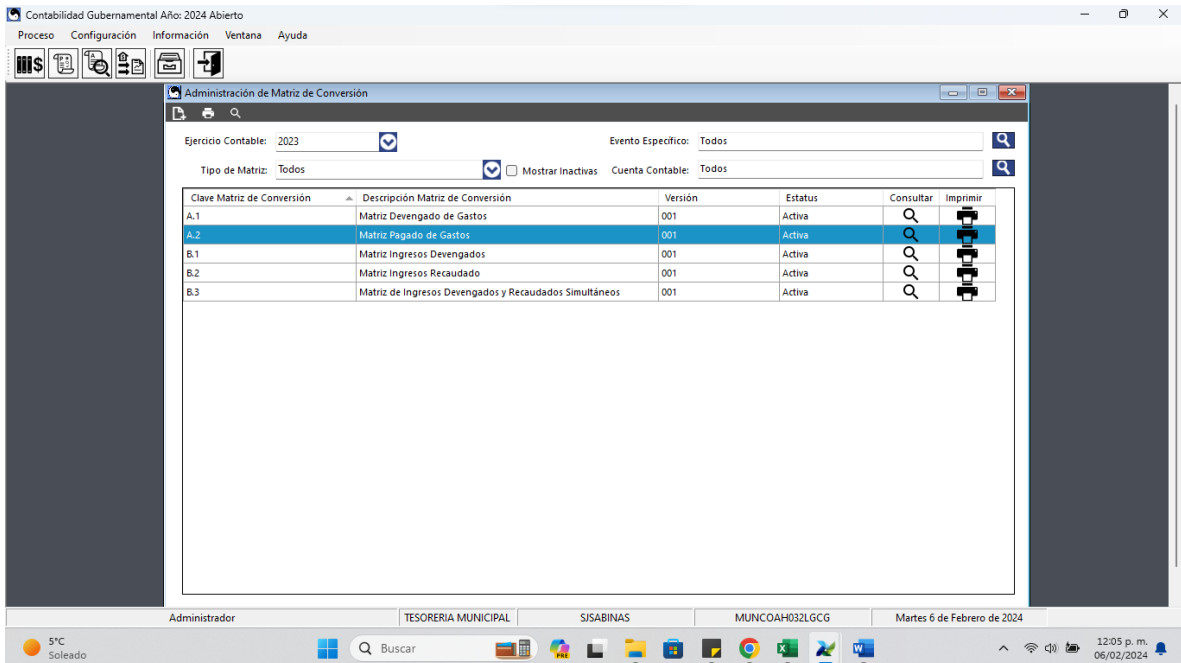 Contabilidad Gubernamental Año: 2024 Abierto
Proceso Configuración Información Ventana Ayuda
Administración de Matriz de Conversión
Ejercicio Contable: 2023 Evento Específico: Todos
Tipo de Matriz: Todos Mostrar Inactivas Cuenta Contable: Todos
Clave Matriz de Conversión Descripción Matriz de Conversión Versión Estatus Consultar Imprimir
A.1 Matriz Devengado de Gastos 001 Activa
A.2 Matriz Pagado de Gastos 001 Activa
B.1 Matriz Ingresos Devengados 001 Activa
B.2 Matriz Ingresos Recaudado 001 Activa
B.3 Matriz de Ingresos Devengados y Recaudados Simultáneos 001 Activa
Administrador TESORERIA MUNICIPAL SJSABINAS MUNCOAH032LGCG Martes 6 de Febrero de 2024
5°C
Soleado
Buscar
PRE
12:05 p. m.
06/02/2024